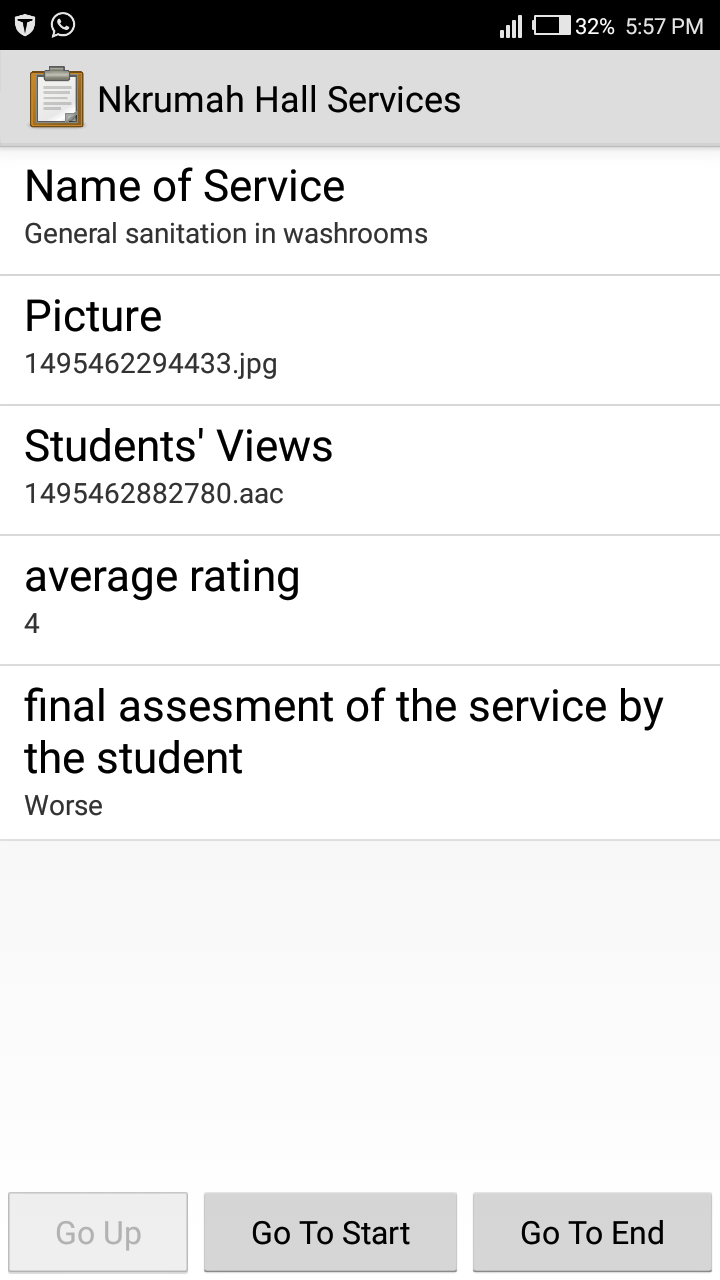 32% 5:57 PM
Nkrumah Hall Services
Name of Service
General sanitation in washrooms
Picture
1495462294433.jpg
Students' Views
1495462882780.aac
average rating
4
final assesment of the service by
the student
Worse
Go Up Go To Start Go To End